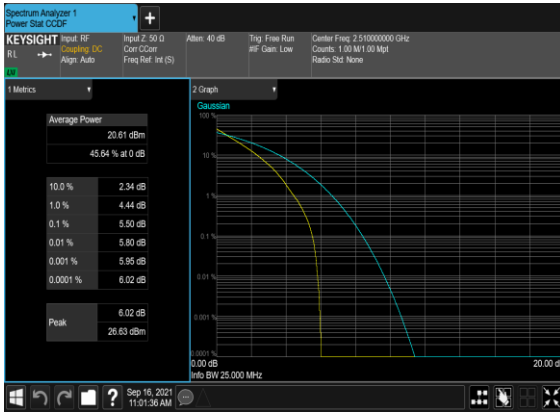 Spectrum Analyzer 1
Power Stat CCDF
KEYSIGHT
RL
Input: RF
Coupling: DC
Align: Auto
Input Z: 50 Ω
Corr CCorr
Freq Ref: Int (S)
Atten: 40 dB
Trig: Free Run
#IF Gain: Low
Center Freq: 2.510000000 GHz
Counts: 1.00 M/1.00 Mpt
Radio Std: None
1 Metrics
Average Power
20.61 dBm
45.64 % at 0 dB
10.0 % 2.34 dB
1.0 % 4.44 dB
0.1 % 5.50 dB
0.01 % 5.80 dB
0.001 % 5.95 dB
0.0001 % 6.02 dB
Peak
6.02 dB
26.63 dBm
2 Graph
Gaussian
100 %
10 %
1 %
0.1 %
0.01 %
0.001 %
0.0001 %
0.00 dB
20.00 d
Info BW 25.000 MHz
Sep 16, 2021
11:01:36 AM